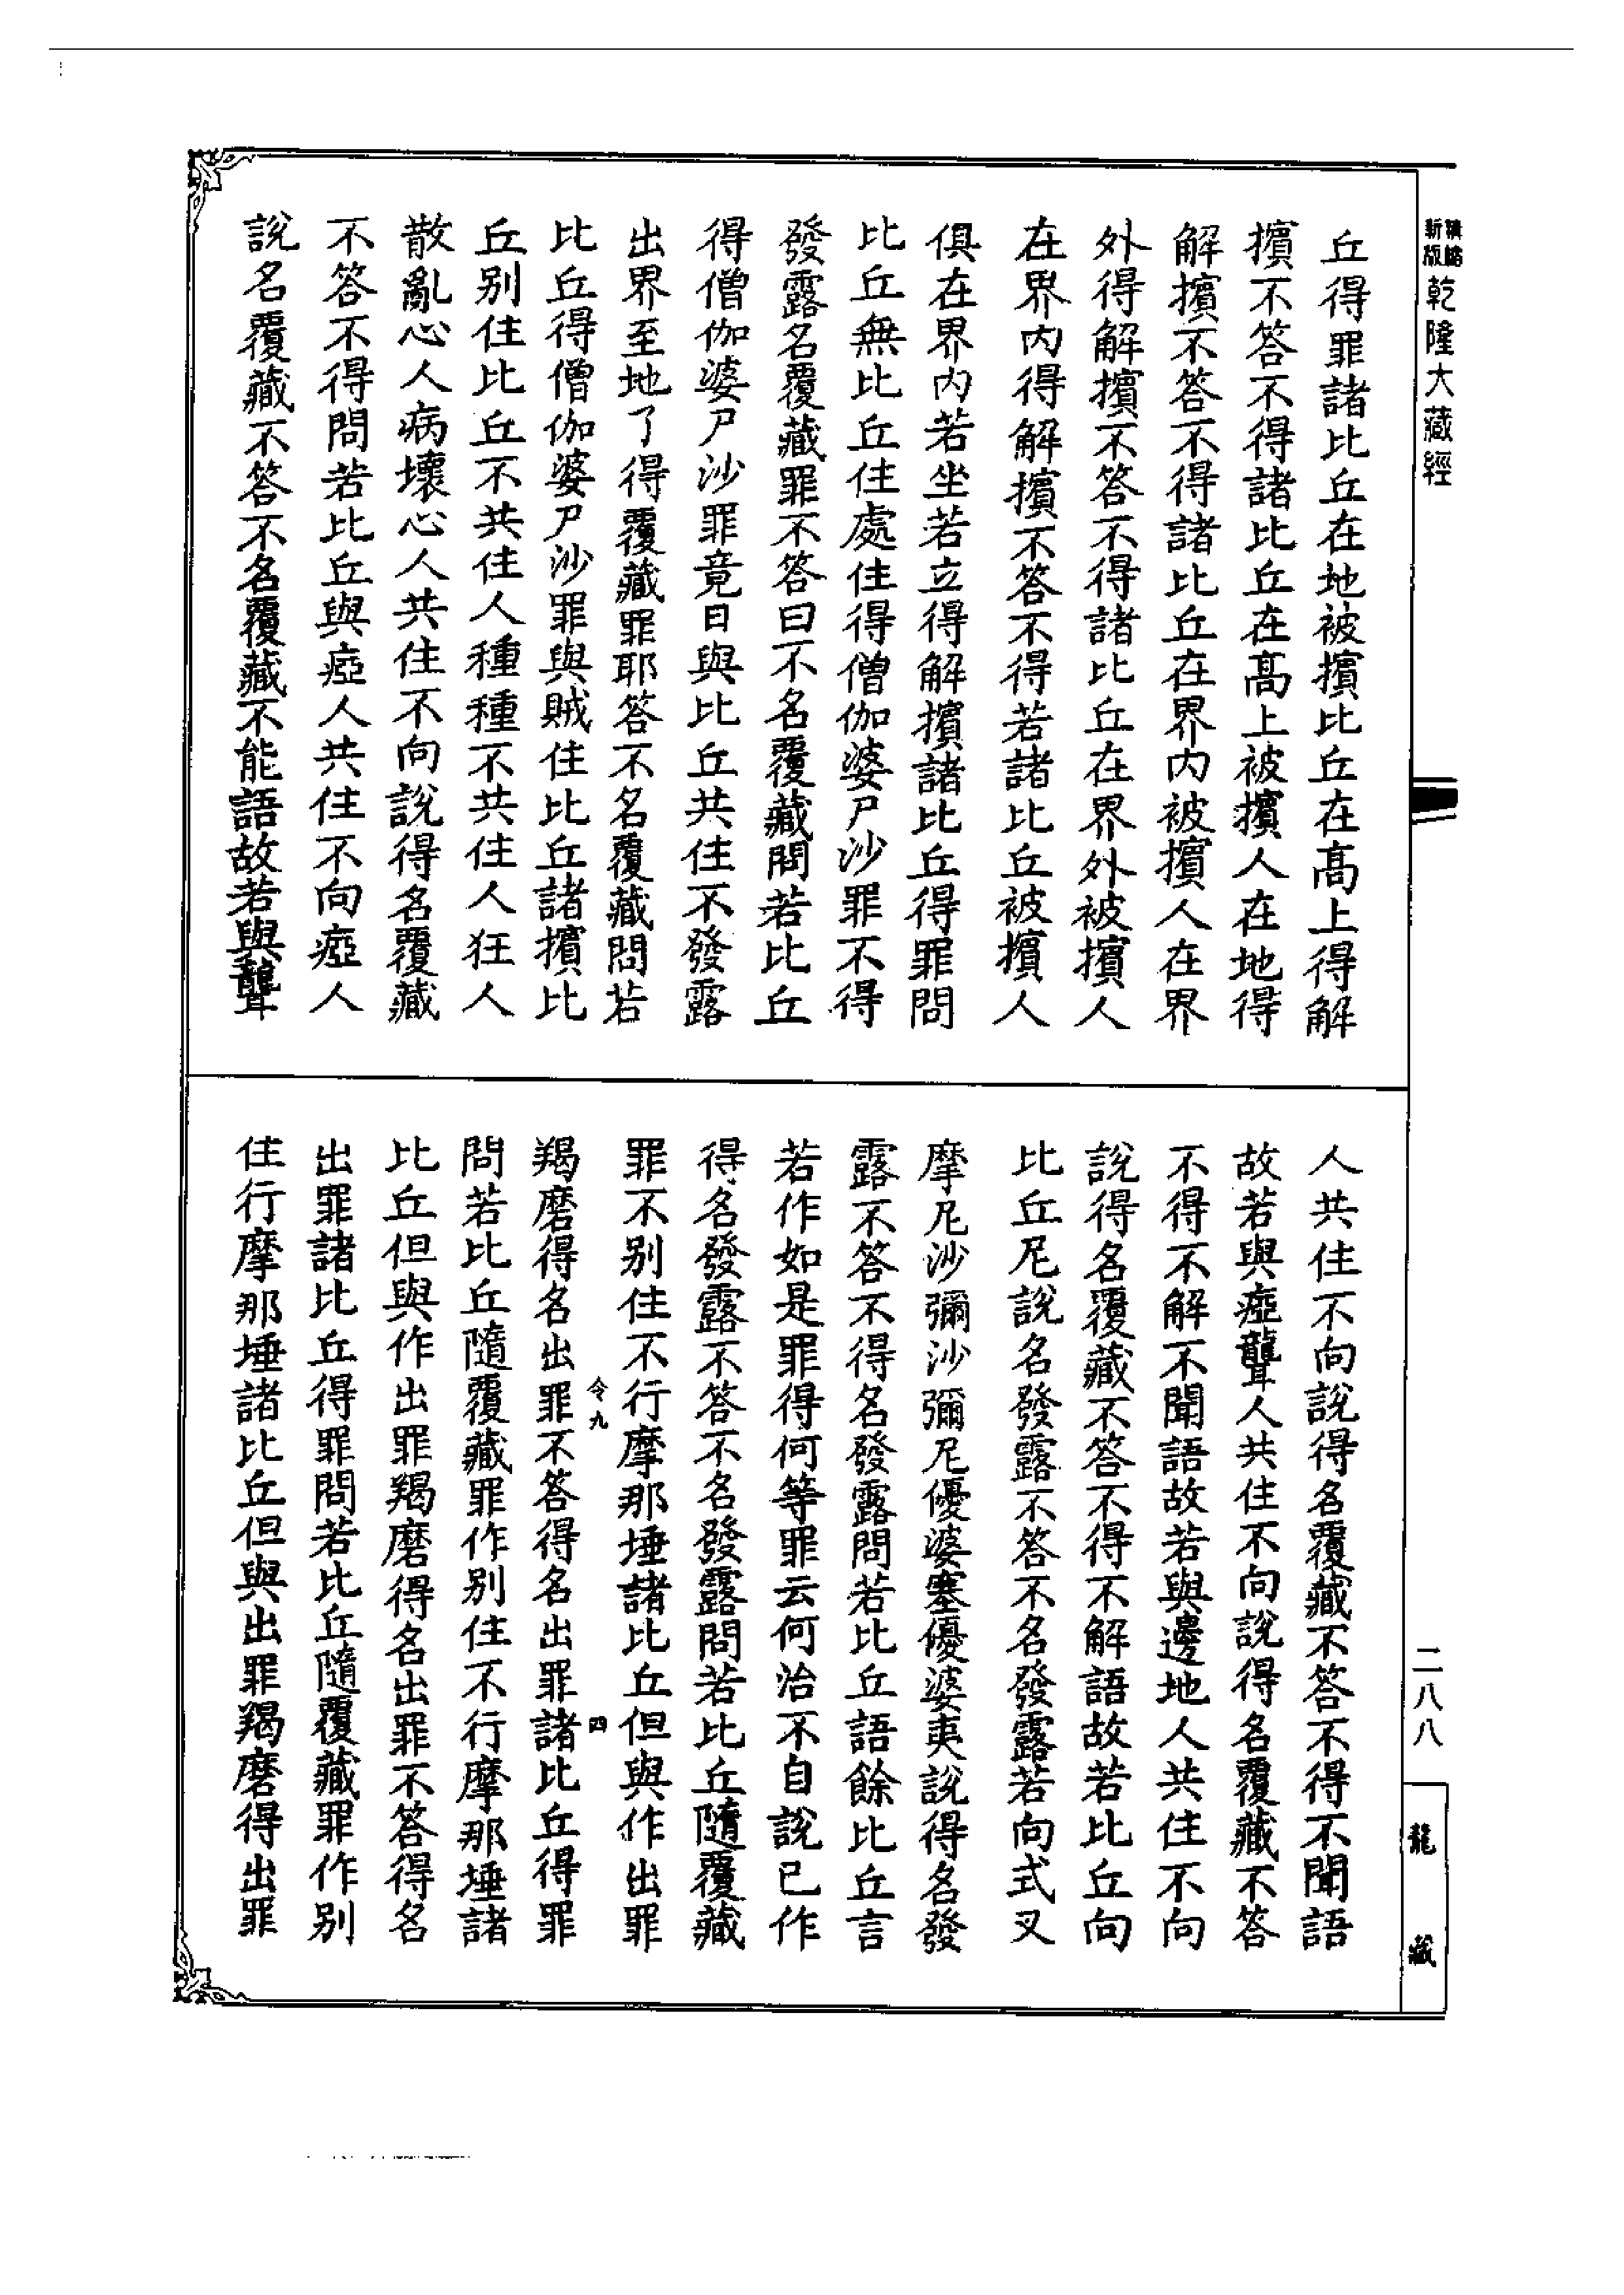 新版
縮
乾隆大藏經
丘得罪諸比丘在地被擯比丘在高上得解
擯不答不得諸比丘在高上被擯人在地得
解擯不答不得諸比丘在界內被擯人在界
外得解擯不答不得諸比丘在界外被擯人
在界內得解擯不答不得若諸比丘被擯人
俱在界內若坐若立得解擯諸比丘得罪問
比丘無比丘住處住得僧伽婆尸沙罪不得
發露名覆藏罪不答曰不名覆藏問若比丘
得僧伽婆尸沙罪竟日與比丘共住不發露
出界至地了得覆藏罪耶答不名覆藏問若
比丘得僧伽婆尸沙罪與賊住比丘諸擯比
丘別住比丘不共住人種種不共住人狂人
散亂心人病壞心人共住不向說得名覆藏
不答不得問若比丘與瘂人共住不向瘂人
說名覆藏不答不名覆藏不能語故若與聾
人共住不向說得名覆藏不答不得不聞語
故若與瘂聾人共住不向說得名覆藏不答
不得不解不聞語故若與邊地人共住不向
說得名覆藏不答不得不解語故若比丘向
比丘尼說名發露不答不名發露若向式叉
摩尼沙彌沙彌尼優婆塞優婆夷說得名發
露不答不得名發露問若比丘語餘比丘言
若作如是罪得何等罪云何治不自說已作
得名發露不答不名發露問若比丘隨覆藏
罪不別住不行摩那埵諸比丘但與作出罪
令九
四
羯磨得名出罪不答得名出罪諸比丘得罪
問若比丘隨覆藏罪作別住不行摩那埵諸
比丘但與作出罪羯磨得名出罪不答得名
出罪諸比丘得罪問若比丘隨覆藏罪作別
住行摩那埵諸比丘但與出罪羯磨得出罪
二八八
龍藏